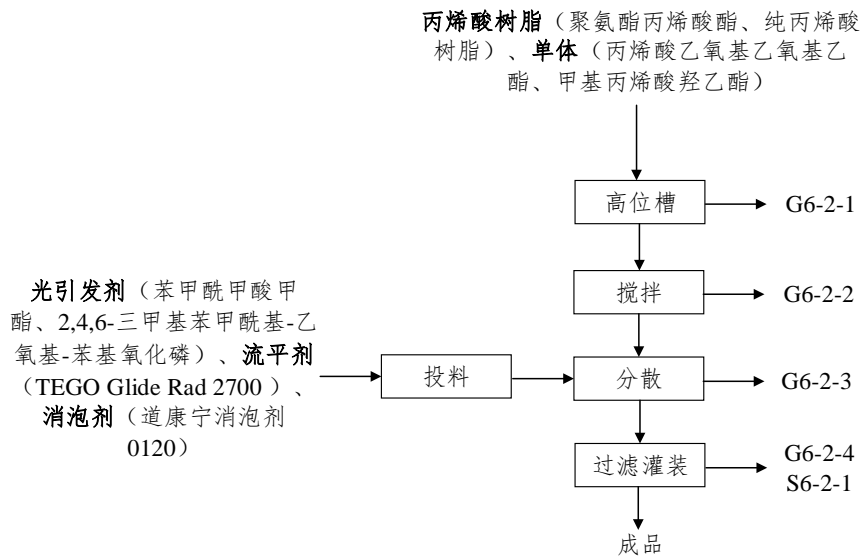 丙烯酸树脂（聚氨酯丙烯酸酯、纯丙烯酸
树脂）、单体（丙烯酸乙氧基乙氧基乙
酯、甲基丙烯酸羟乙酯）
高位槽
G6-2-1
搅拌
G6-2-2
光引发剂（苯甲酰甲酸甲
酯、2,4,6-三甲基苯甲酰基-乙
氧基-苯基氧化磷）、流平剂
（TEGO Glide Rad 2700 ）、
消泡剂（道康宁消泡剂
0120）
投料
分散
G6-2-3
过滤灌装
G6-2-4
S6-2-1
成品